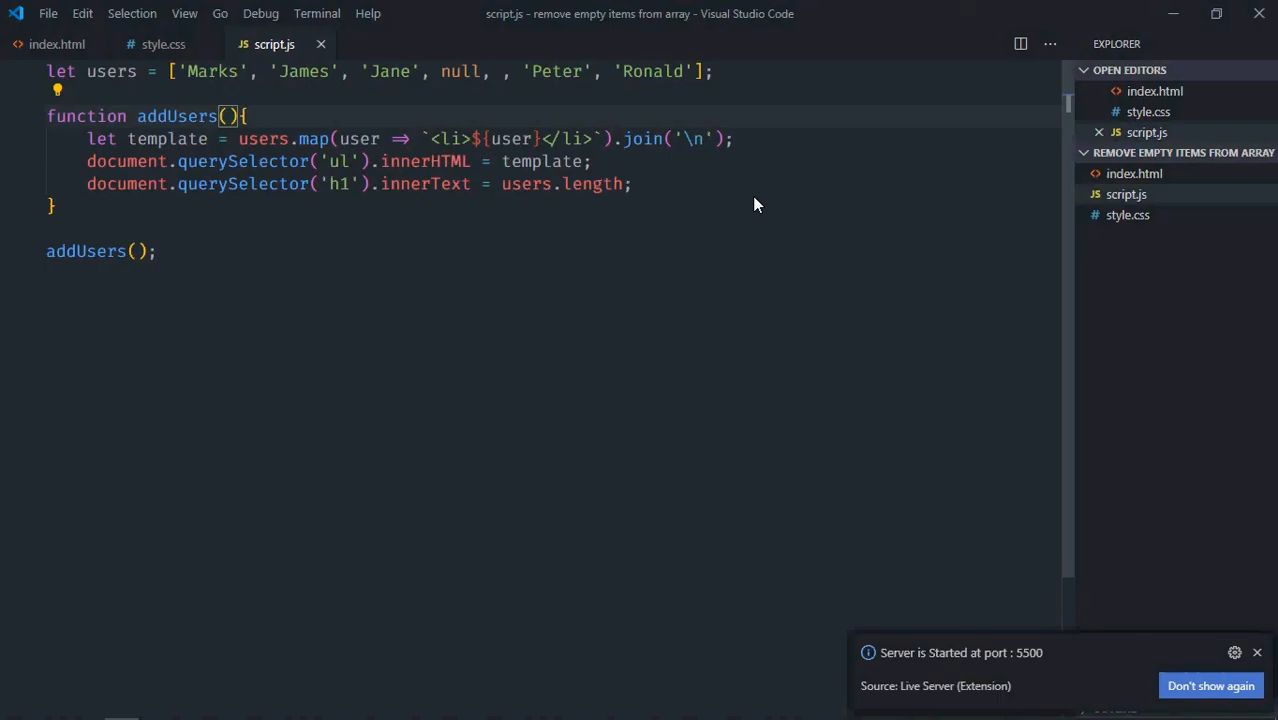 File Edit Selection View Go Debug Terminal Help
script.js - remove empty items from array - Visual Studio Code
index.html
style.css
script.js
EXPLORER
let users = ['Marks', 'James', 'Jane', null, , 'Peter', 'Ronald'];
function addUsers(){
let template = users.map(user => `<li>${user}</li>`).join('\n');
document.querySelector('ul').innerHTML = template;
document.querySelector('h1').innerText = users.length;
}
addUsers();
OPEN EDITORS
index.html
style.css
script.js
REMOVE EMPTY ITEMS FROM ARRAY
index.html
script.js
style.css
Server is Started at port : 5500
Source: Live Server (Extension)
Don't show again